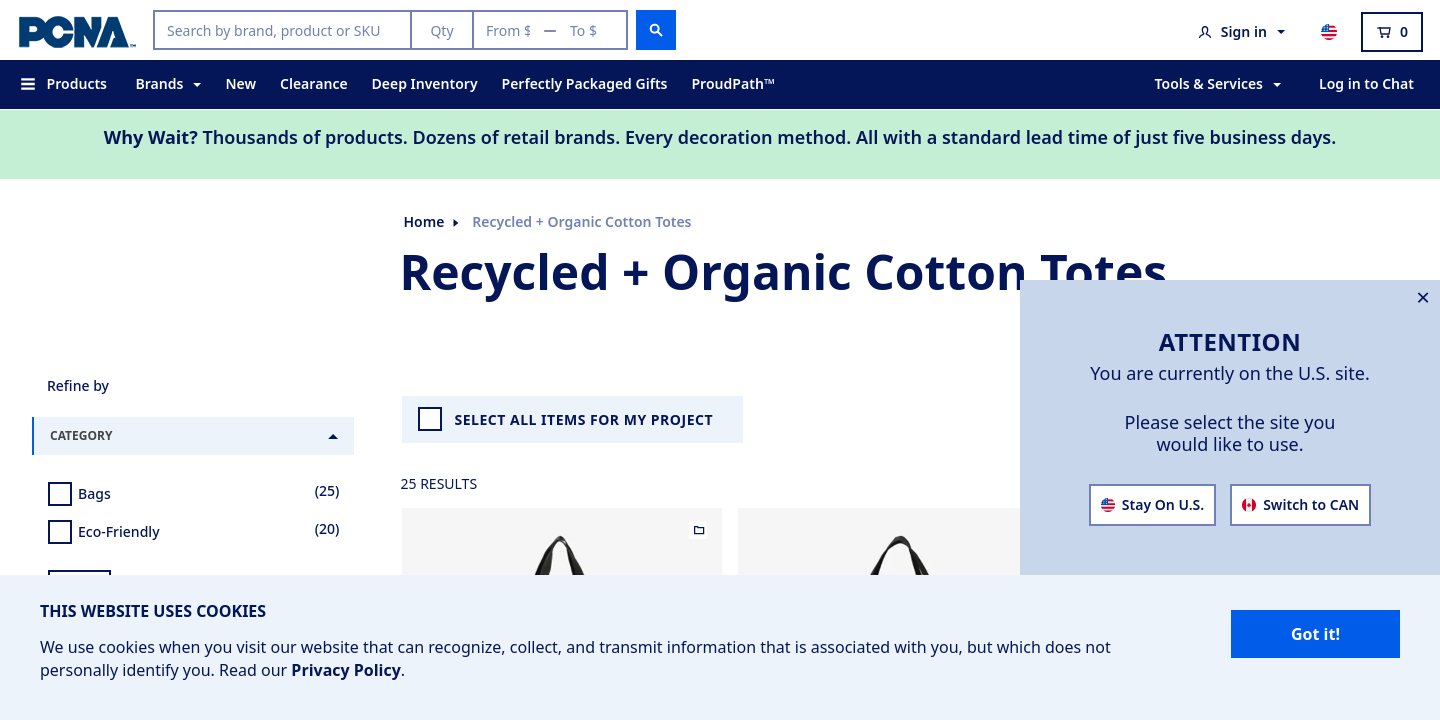 PCNA™
Search by brand, product or SKU
Qty
From $ — To $
Sign in
0
Products
Brands
New
Clearance
Deep Inventory
Perfectly Packaged Gifts
ProudPath™
Tools & Services
Log in to Chat
Why Wait? Thousands of products. Dozens of retail brands. Every decoration method. All with a standard lead time of just five business days.
Home
Recycled + Organic Cotton Totes
Recycled + Organic Cotton Totes
ATTENTION
You are currently on the U.S. site.
Please select the site you
would like to use.
Stay On U.S.
Switch to CAN
Refine by
CATEGORY
Bags (25)
Eco-Friendly (20)
SELECT ALL ITEMS FOR MY PROJECT
25 RESULTS
THIS WEBSITE USES COOKIES
We use cookies when you visit our website that can recognize, collect, and transmit information that is associated with you, but which does not
personally identify you. Read our Privacy Policy.
Got it!